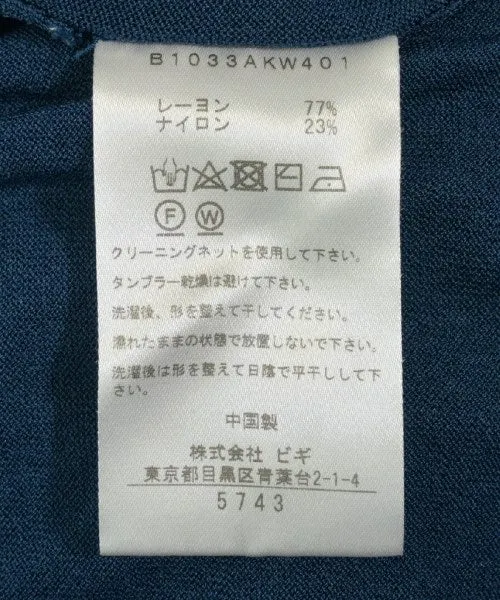 B1033AKW401
レーヨン 77%
ナイロン 23%
F W
クリーニングネットを使用して下さい。
タンブラー乾燥は避けて下さい。
洗濯後、形を整えて干してください。
濡れたままの状態で放置しないで下さい。
洗濯後は形を整えて日陰で平干しして下
さい。
中国製
株式会社 ビギ
東京都目黒区青葉台2-1-4
5743